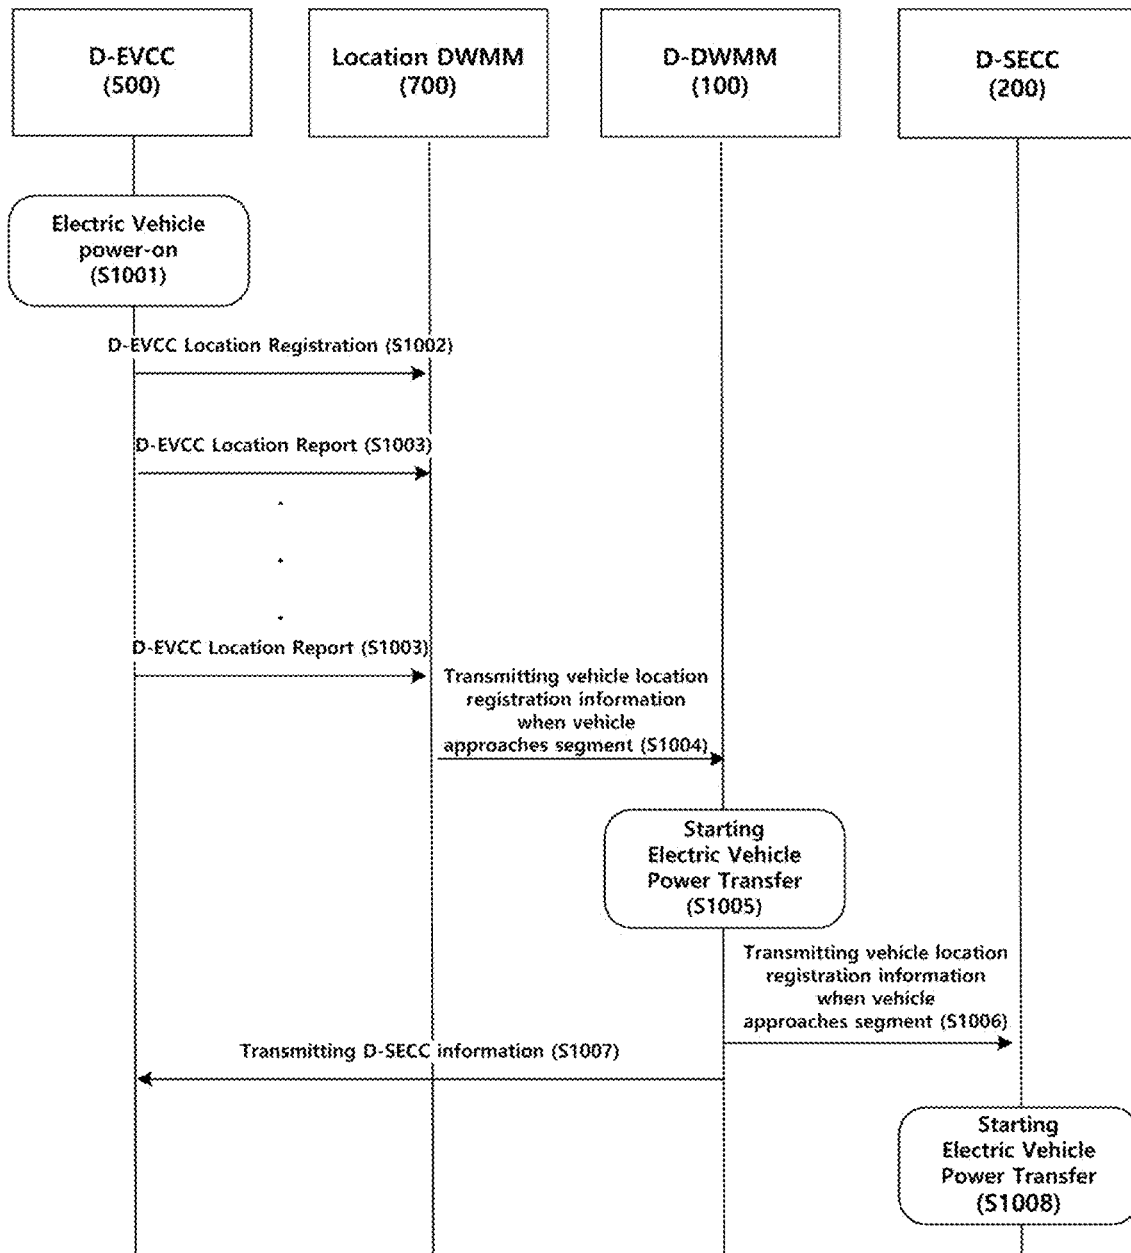 D-EVCC
(500)
Location DWMM
(700)
D-DWMM
(100)
D-SECC
(200)
Electric Vehicle
power-on
(S1001)
D-EVCC Location Registration (S1002)
D-EVCC Location Report (S1003)
D-EVCC Location Report (S1003)
Transmitting vehicle location
registration information
when vehicle
approaches segment (S1004)
Starting
Electric Vehicle
Power Transfer
(S1005)
Transmitting vehicle location
registration information
when vehicle
approaches segment (S1006)
Transmitting D-SECC information (S1007)
Starting
Electric Vehicle
Power Transfer
(S1008)